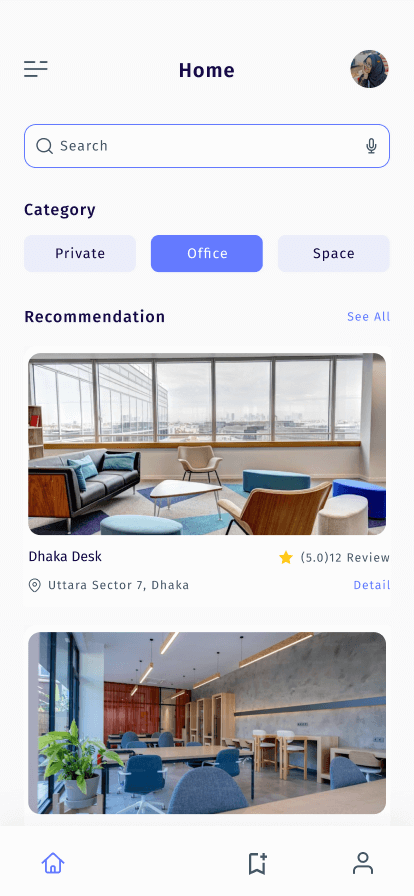 Home
Search
Category
Private Office Space
Recommendation See All
Dhaka Desk (5.0)12 Review
Uttara Sector 7, Dhaka Detail